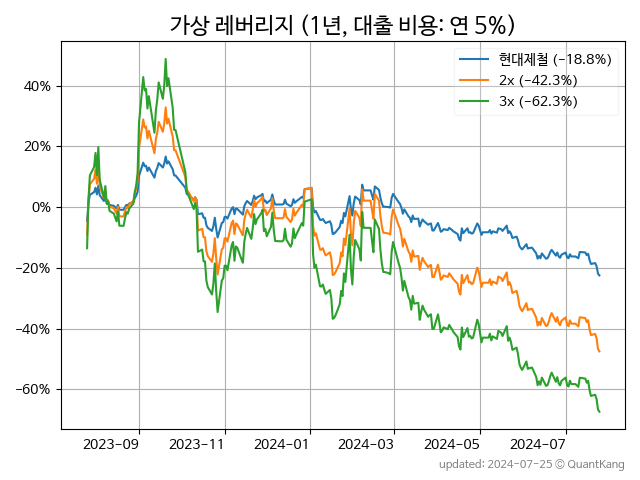 가상 레버리지 (1년, 대출 비용: 연 5%)
현대제철 (−18.8%)
2x (−42.3%)
3x (−62.3%)
40%
20%
0%
−20%
−40%
−60%
2023-09 2023-11 2024-01 2024-03 2024-05 2024-07
updated: 2024-07-25 © QuantKang